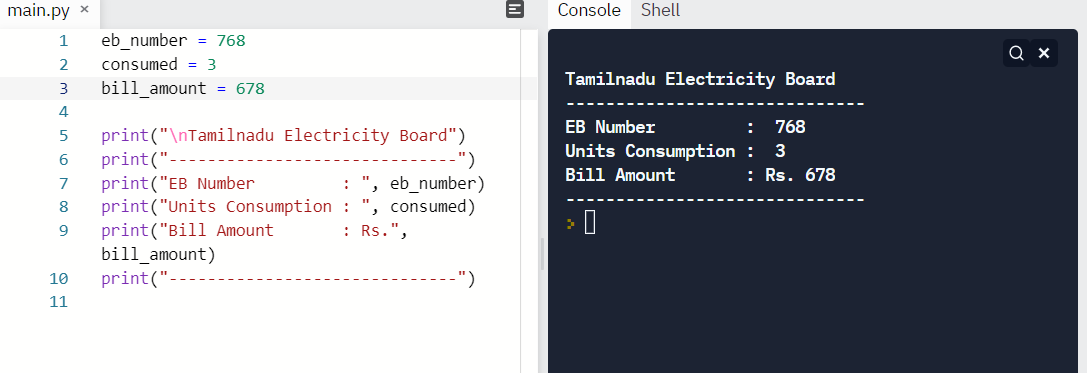 main.py ×
1 eb_number = 768
2 consumed = 3
3 bill_amount = 678
4
5 print("\nTamilnadu Electricity Board")
6 print("-----------------------------")
7 print("EB Number         : ", eb_number)
8 print("Units Consumption : ", consumed)
9 print("Bill Amount       : Rs.",
bill_amount)
10 print("-----------------------------")
11
Console Shell
Tamilnadu Electricity Board
------------------------------
EB Number         :  768
Units Consumption :  3
Bill Amount       : Rs. 678
------------------------------
>